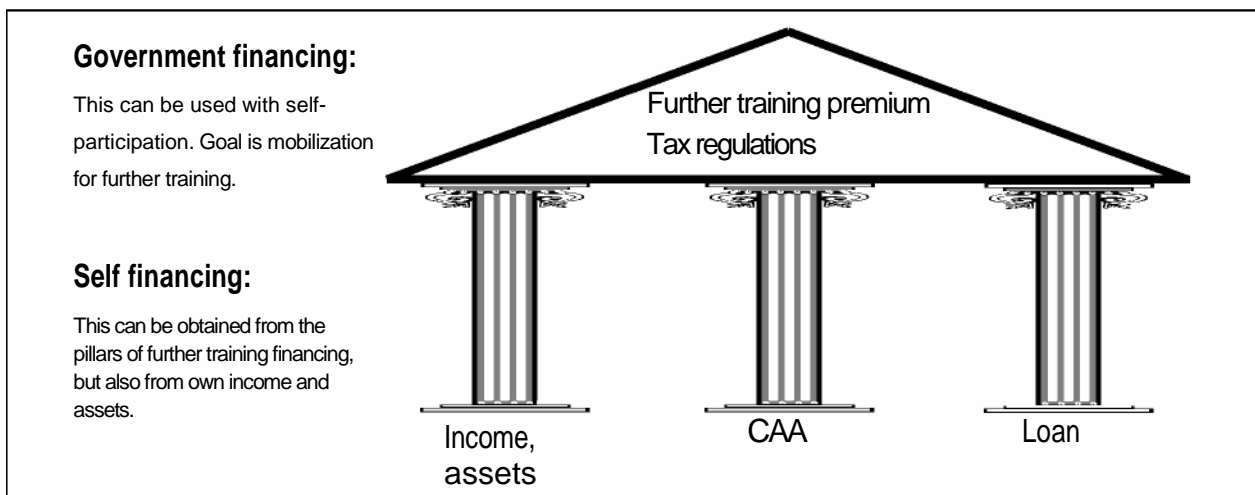 Government financing:
This can be used with self-
participation. Goal is mobilization
for further training.
Self financing:
This can be obtained from the
pillars of further training financing,
but also from own income and
assets.
Further training premium
Tax regulations
Income,
assets
CAA
Loan